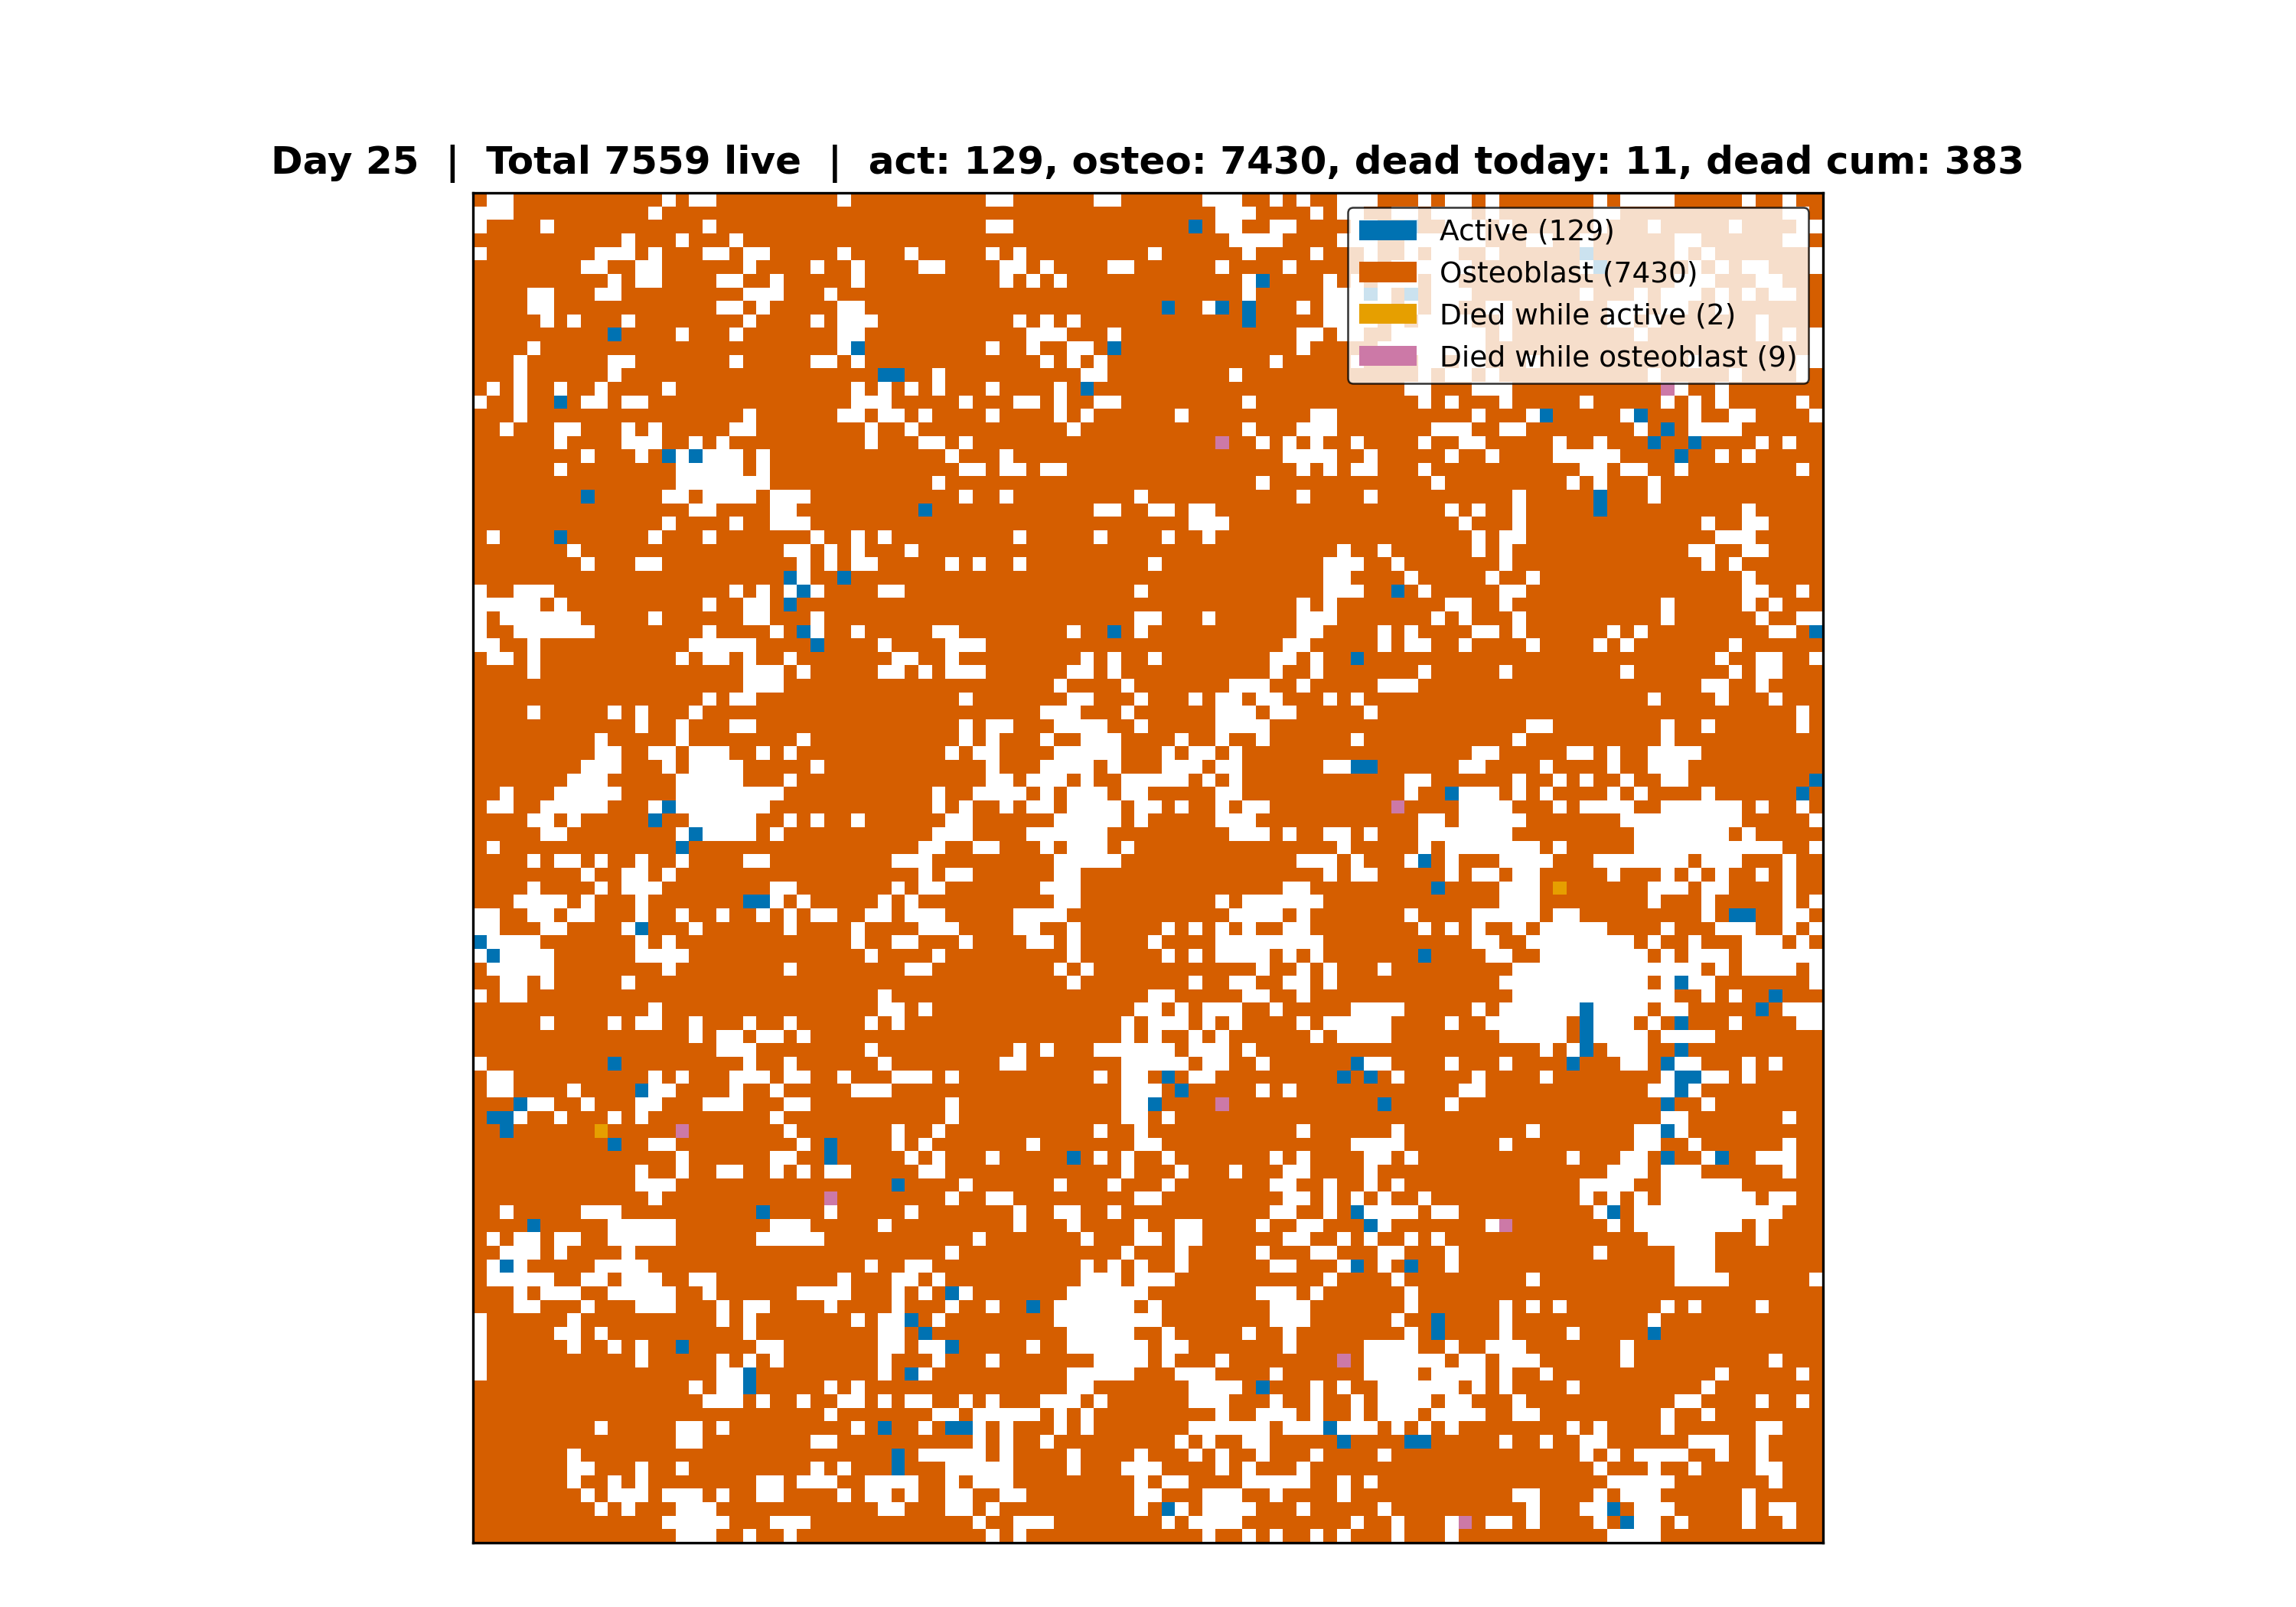 Day 25 | Total 7559 live | act: 129, osteo: 7430, dead today: 11, dead cum: 383
Active (129)
Osteoblast (7430)
Died while active (2)
Died while osteoblast (9)